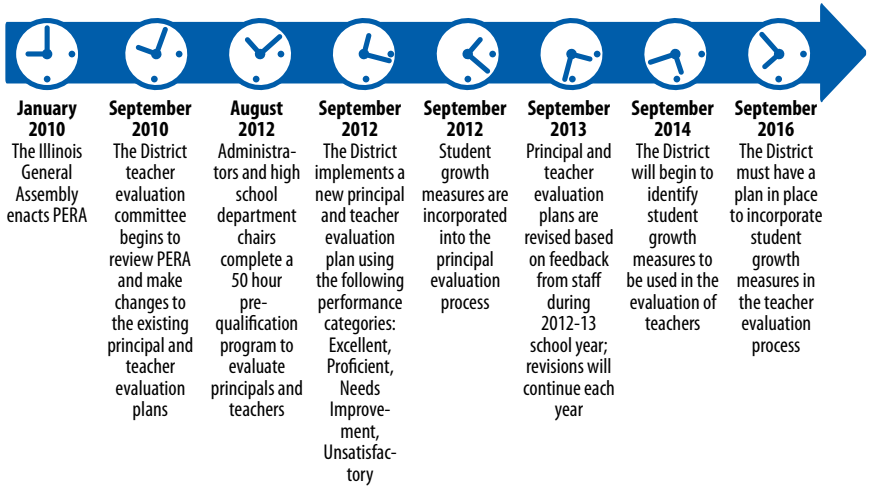 January
2010
The Illinois
General
Assembly
enacts PERA
September
2010
The District
teacher
evaluation
committee
begins to
review PERA
and make
changes to
the existing
principal and
teacher
evaluation
plans
August
2012
Administra-
tors and high
school
department
chairs
complete a
50 hour
pre-
qualification
program to
evaluate
principals and
teachers
September
2012
The District
implements a
new principal
and teacher
evaluation
plan using
the following
performance
categories:
Excellent,
Proficient,
Needs
Improve-
ment,
Unsatisfac-
tory
September
2012
Student
growth
measures are
incorporated
into the
principal
evaluation
process
September
2013
Principal and
teacher
evaluation
plans are
revised based
on feedback
from staff
during
2012-13
school year;
revisions will
continue each
year
September
2014
The District
will begin to
identify
student
growth
measures to
be used in the
evaluation of
teachers
September
2016
The District
must have a
plan in place
to incorporate
student
growth
measures in
the teacher
evaluation
process